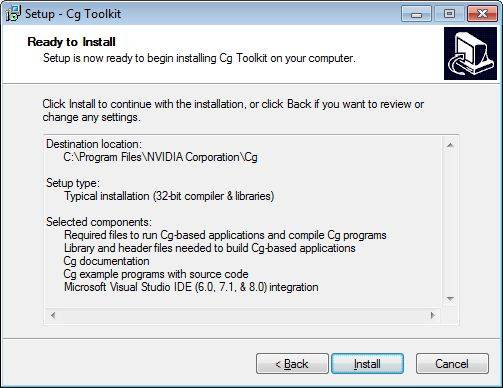 Setup - Cg Toolkit
Ready to Install
Setup is now ready to begin installing Cg Toolkit on your computer.
Click Install to continue with the installation, or click Back if you want to review or
change any settings.
Destination location:
C:\Program Files\NVIDIA Corporation\Cg
Setup type:
Typical installation (32-bit compiler & libraries)
Selected components:
Required files to run Cg-based applications and compile Cg programs
Library and header files needed to build Cg-based applications
Cg documentation
Cg example programs with source code
Microsoft Visual Studio IDE (6.0, 7.1, & 8.0) integration
< Back
Install
Cancel